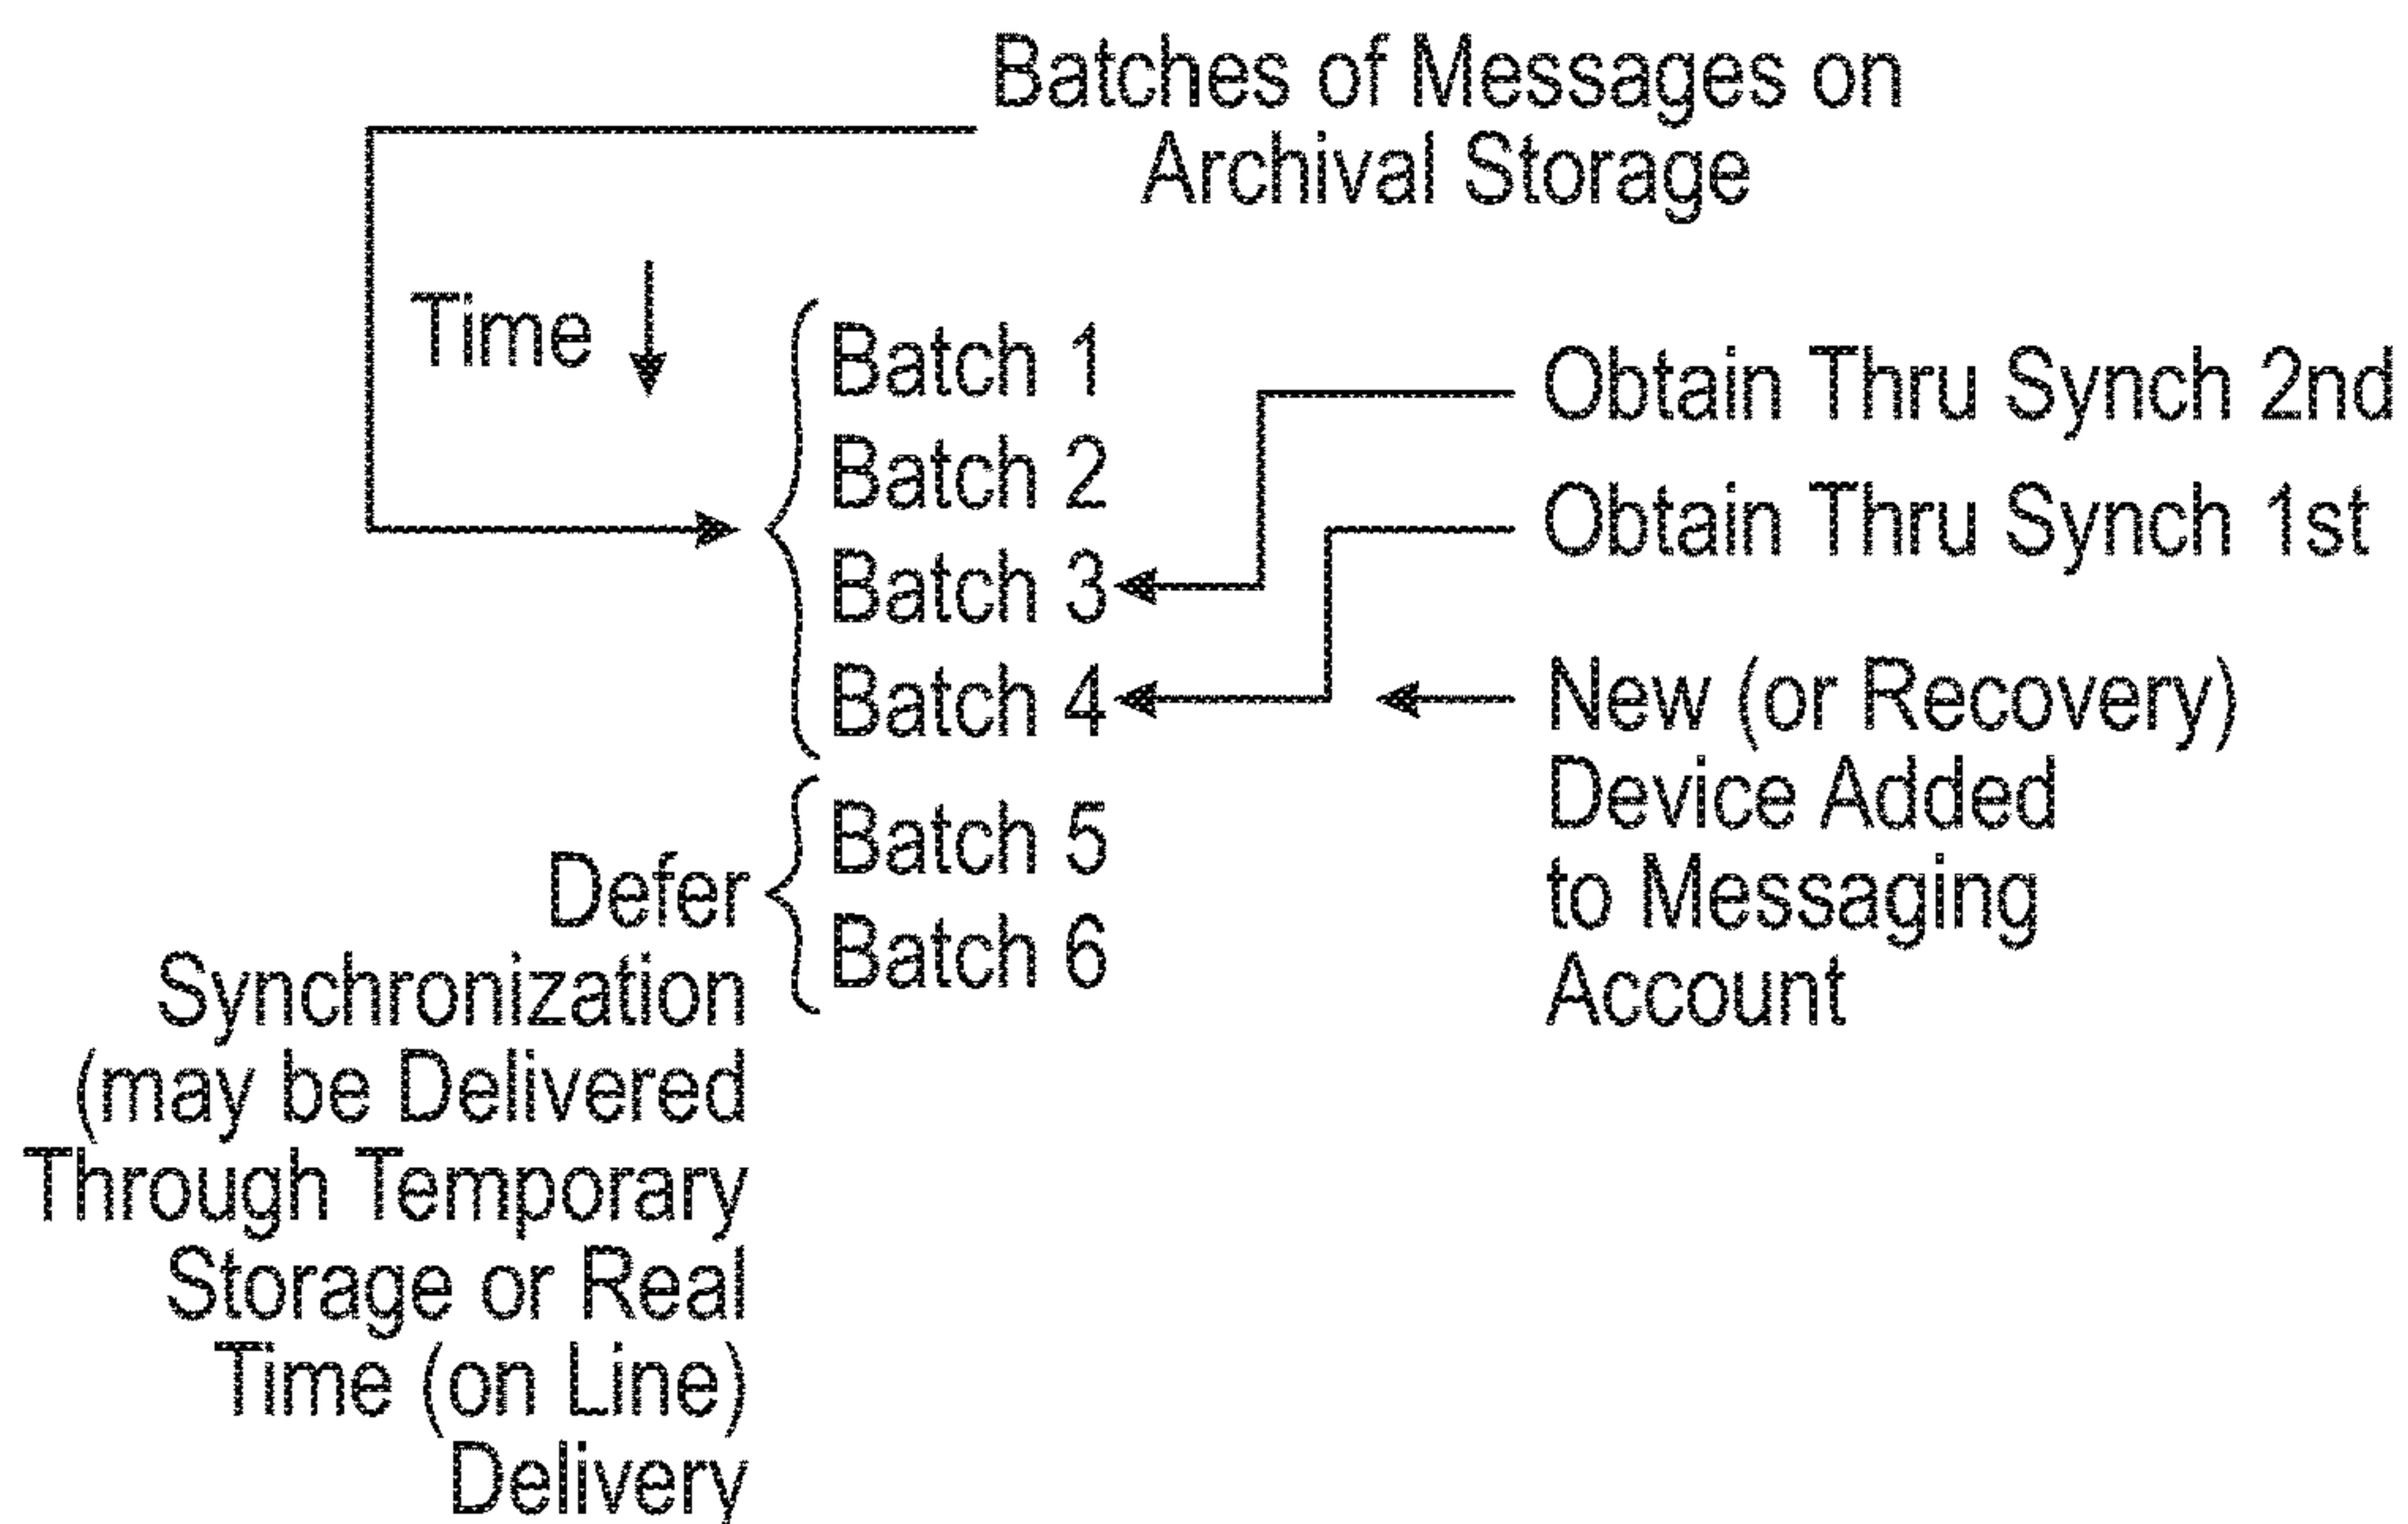 Batches of Messages on
Archival Storage
Time
Batch 1
Batch 2
Batch 3
Batch 4
Batch 5
Batch 6
Obtain Thru Synch 2nd
Obtain Thru Synch 1st
New (or Recovery)
Device Added
to Messaging
Account
Defer
Synchronization
(may be Delivered
Through Temporary
Storage or Real
Time (on Line)
Delivery